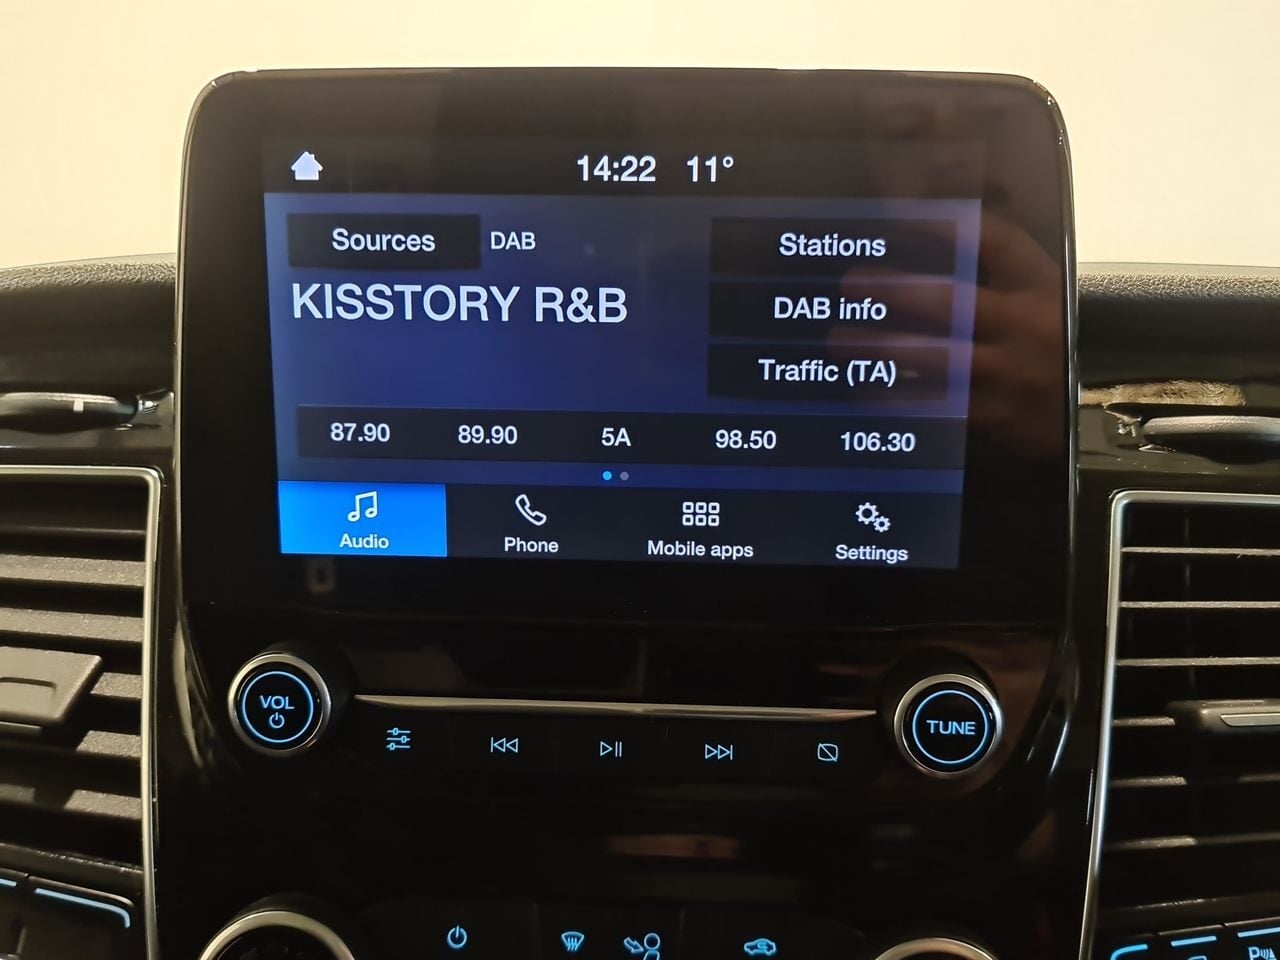 14:22 11°
Sources DAB Stations
KISSTORY R&B DAB info
Traffic (TA)
87.90 89.90 5A 98.50 106.30
Audio Phone Mobile apps Settings
VOL TUNE